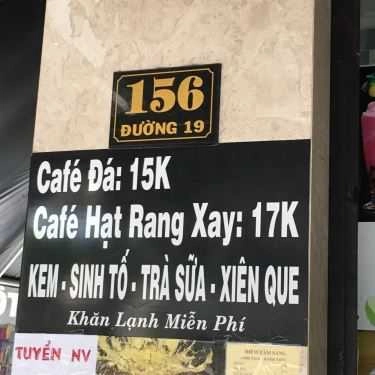 156
ĐƯỜNG 19
Café Đá: 15K
Café Hạt Rang Xay: 17K
KEM - SINH TỐ - TRÀ SỮA - XIÊN QUE
Khăn Lạnh Miễn Phí
TUYỂN NV